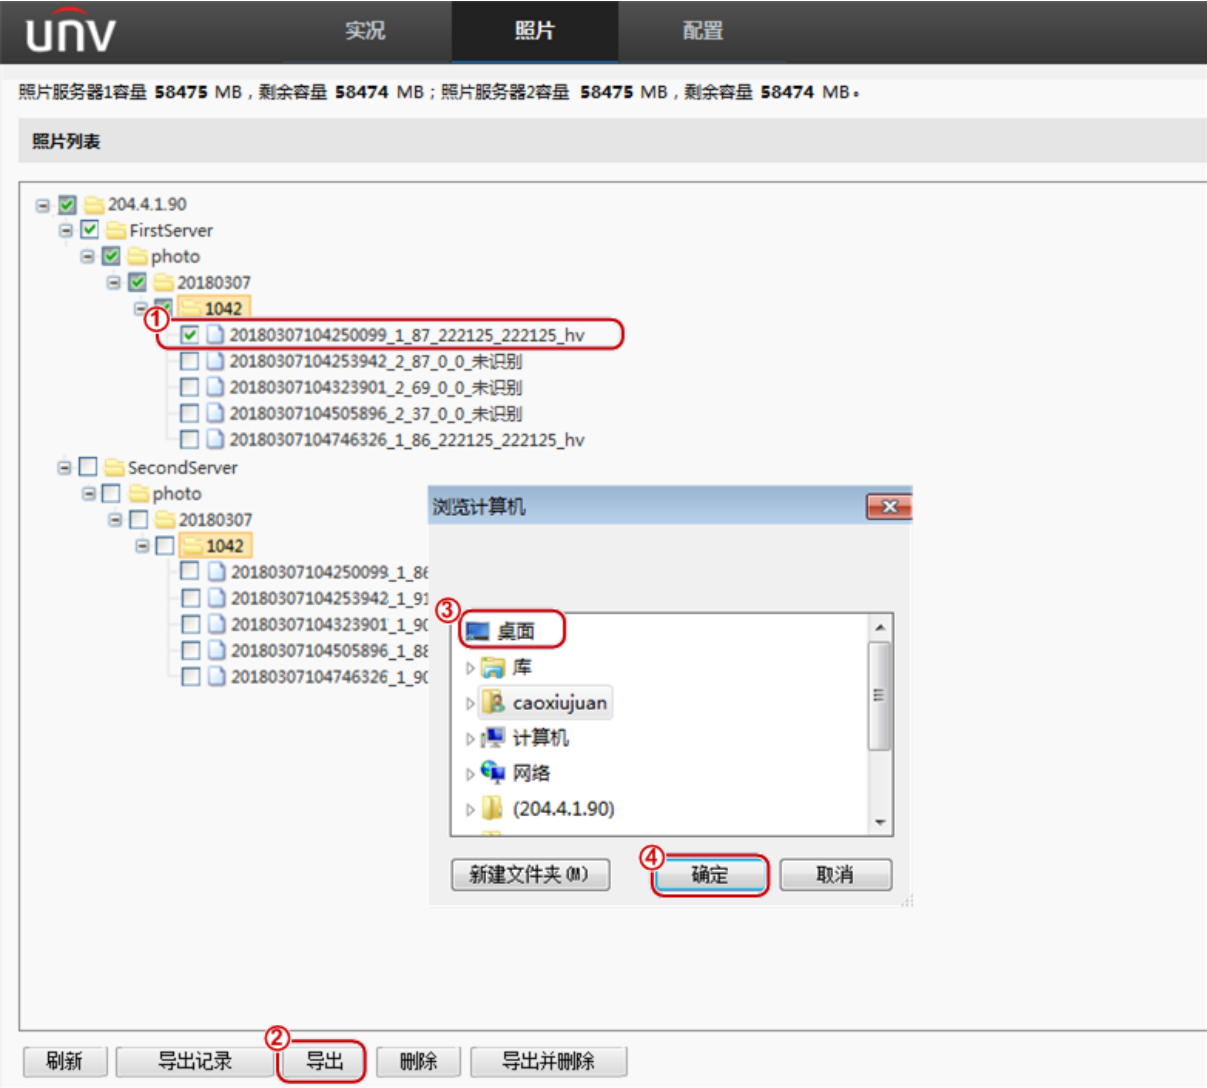 unv
实况 照片 配置
照片服务器1容量 58475 MB，剩余容量 58474 MB；照片服务器2容量 58475 MB，剩余容量 58474 MB。
照片列表
204.4.1.90
FirstServer
photo
20180307
1042
①
20180307104250099_1_87_222125_222125_hv
20180307104253942_2_87_0_0_未识别
20180307104323901_2_69_0_0_未识别
20180307104505896_2_37_0_0_未识别
20180307104746326_1_86_222125_222125_hv
SecondServer
photo
20180307
1042
20180307104250099_1_86
20180307104253942_1_91
20180307104323901_1_90
20180307104505896_1_88
20180307104746326_1_90
浏览计算机
③
桌面
库
caoxiujuan
计算机
网络
(204.4.1.90)
④
新建文件夹(M) 确定 取消
②
刷新 导出记录 导出 删除 导出并删除